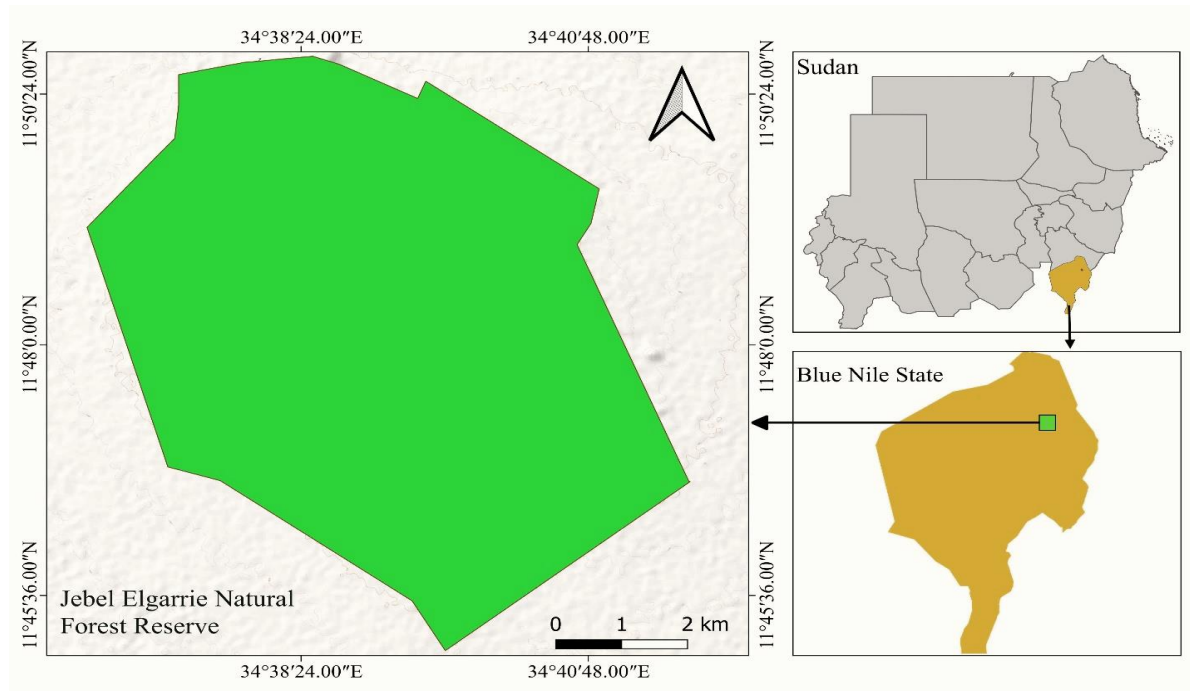 34°38′24.00″E 34°40′48.00″E
11°50′24.00″N
11°48′0.00″N
11°45′36.00″N
Jebel Elgarrie Natural
Forest Reserve
0 1 2 km
34°38′24.00″E 34°40′48.00″E
11°50′24.00″N
11°48′0.00″N
11°45′36.00″N
Sudan
Blue Nile State